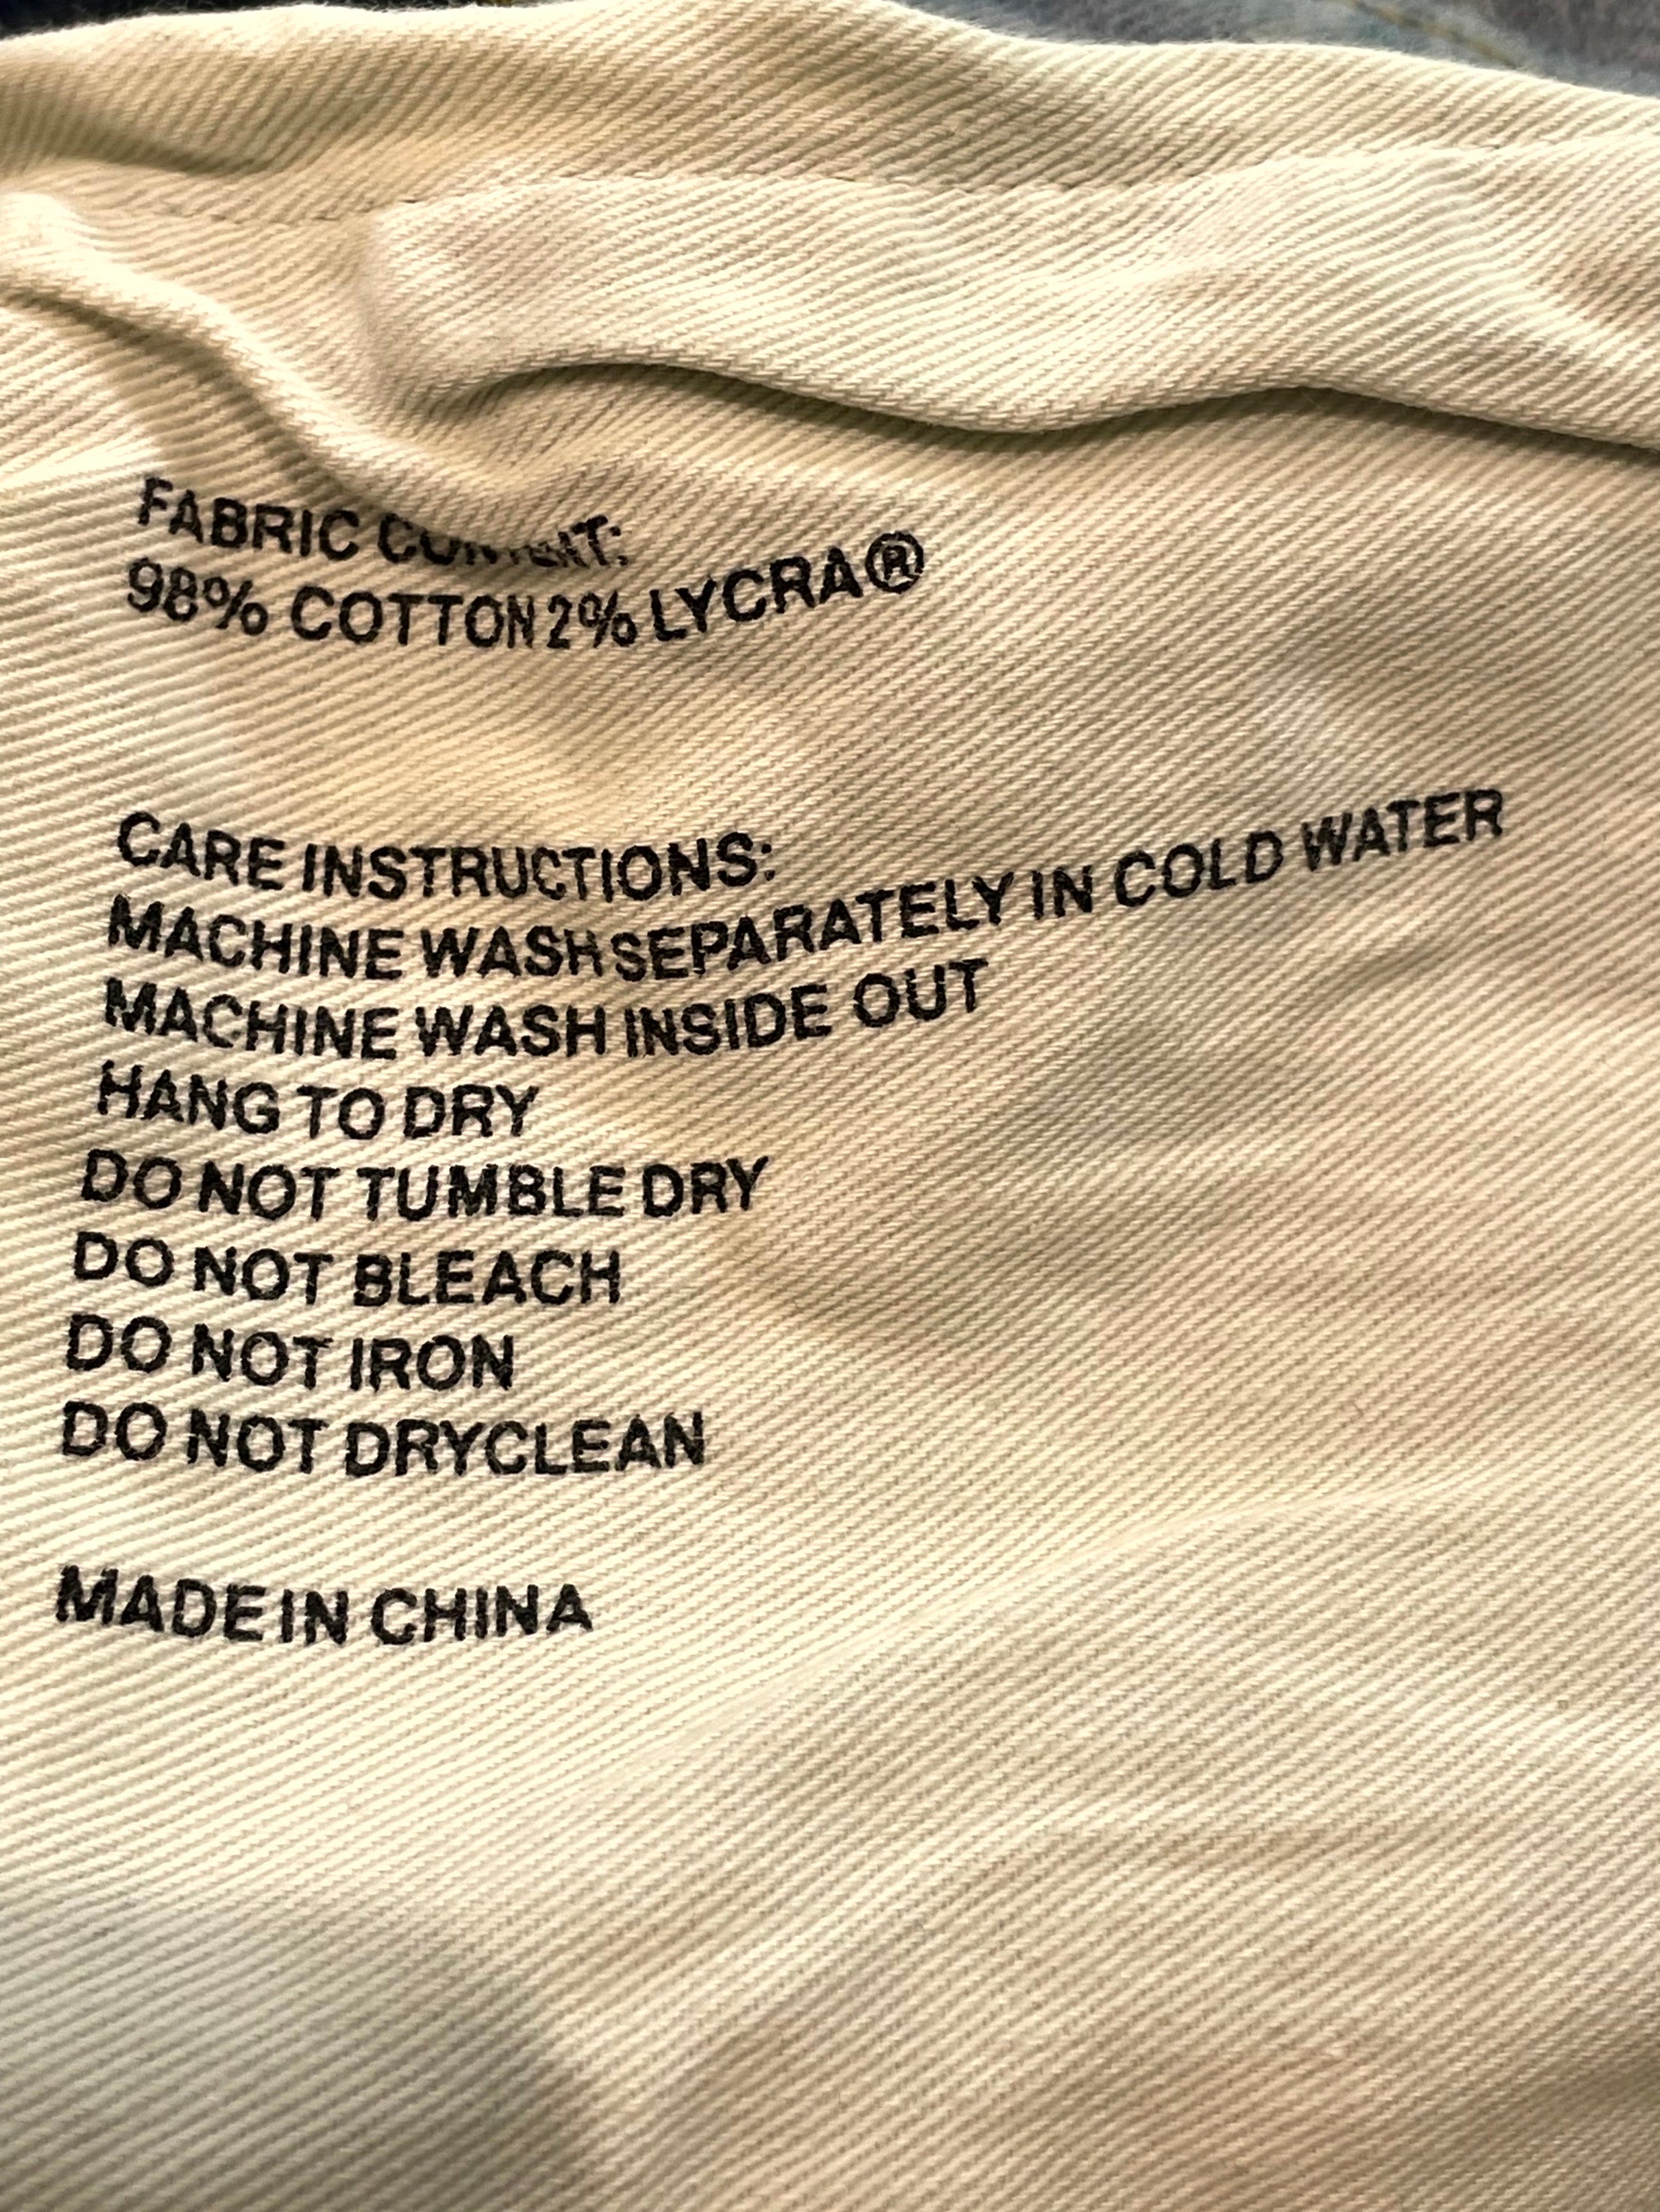 FABRIC CONTENT:
98% COTTON 2% LYCRA®
CARE INSTRUCTIONS:
MACHINE WASH SEPARATELY IN COLD WATER
MACHINE WASH INSIDE OUT
HANG TO DRY
DO NOT TUMBLE DRY
DO NOT BLEACH
DO NOT IRON
DO NOT DRYCLEAN
MADE IN CHINA